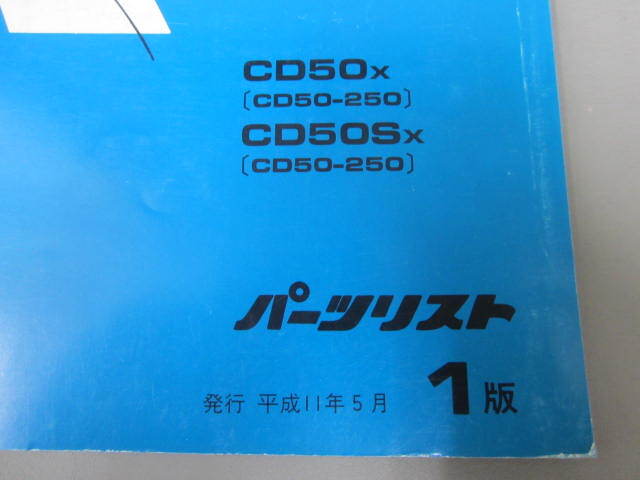 CD50X
〔CD50-250〕
CD50SX
〔CD50-250〕
パーツリスト
発行 平成11年5月 1版